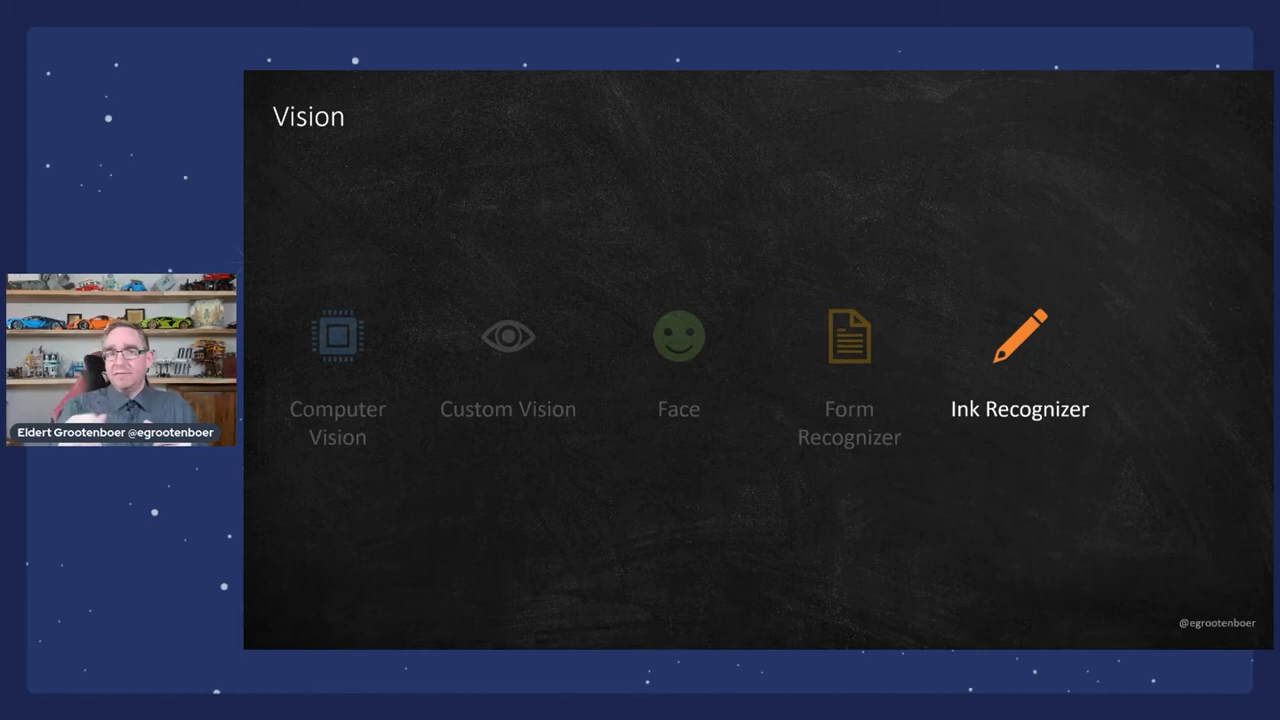 Vision
Computer
Vision
Custom Vision
Face
Form
Recognizer
Ink Recognizer
Eldert Grootenboer @egrootenboer
@egrootenboer